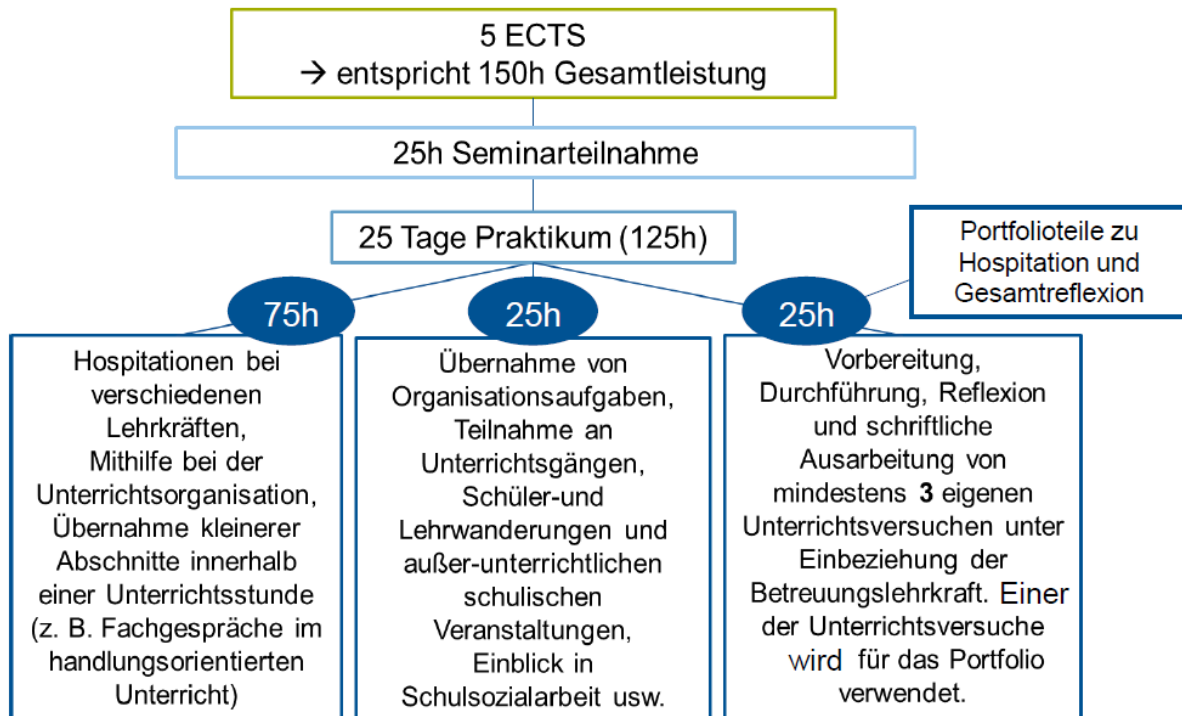 5 ECTS
→ entspricht 150h Gesamtleistung
25h Seminarteilnahme
25 Tage Praktikum (125h)
Portfolioteile zu
Hospitation und
Gesamtreflexion
75h
Hospitationen bei
verschiedenen
Lehrkräften,
Mithilfe bei der
Unterrichtsorganisation,
Übernahme kleinerer
Abschnitte innerhalb
einer Unterrichtsstunde
(z. B. Fachgespräche im
handlungsorientierten
Unterricht)
25h
Übernahme von
Organisationsaufgaben,
Teilnahme an
Unterrichtsgängen,
Schüler-und
Lehrwanderungen und
außer-unterrichtlichen
schulischen
Veranstaltungen,
Einblick in
Schulsozialarbeit usw.
25h
Vorbereitung,
Durchführung, Reflexion
und schriftliche
Ausarbeitung von
mindestens 3 eigenen
Unterrichtsversuchen unter
Einbeziehung der
Betreuungslehrkraft. Einer
der Unterrichtsversuche
wird für das Portfolio
verwendet.